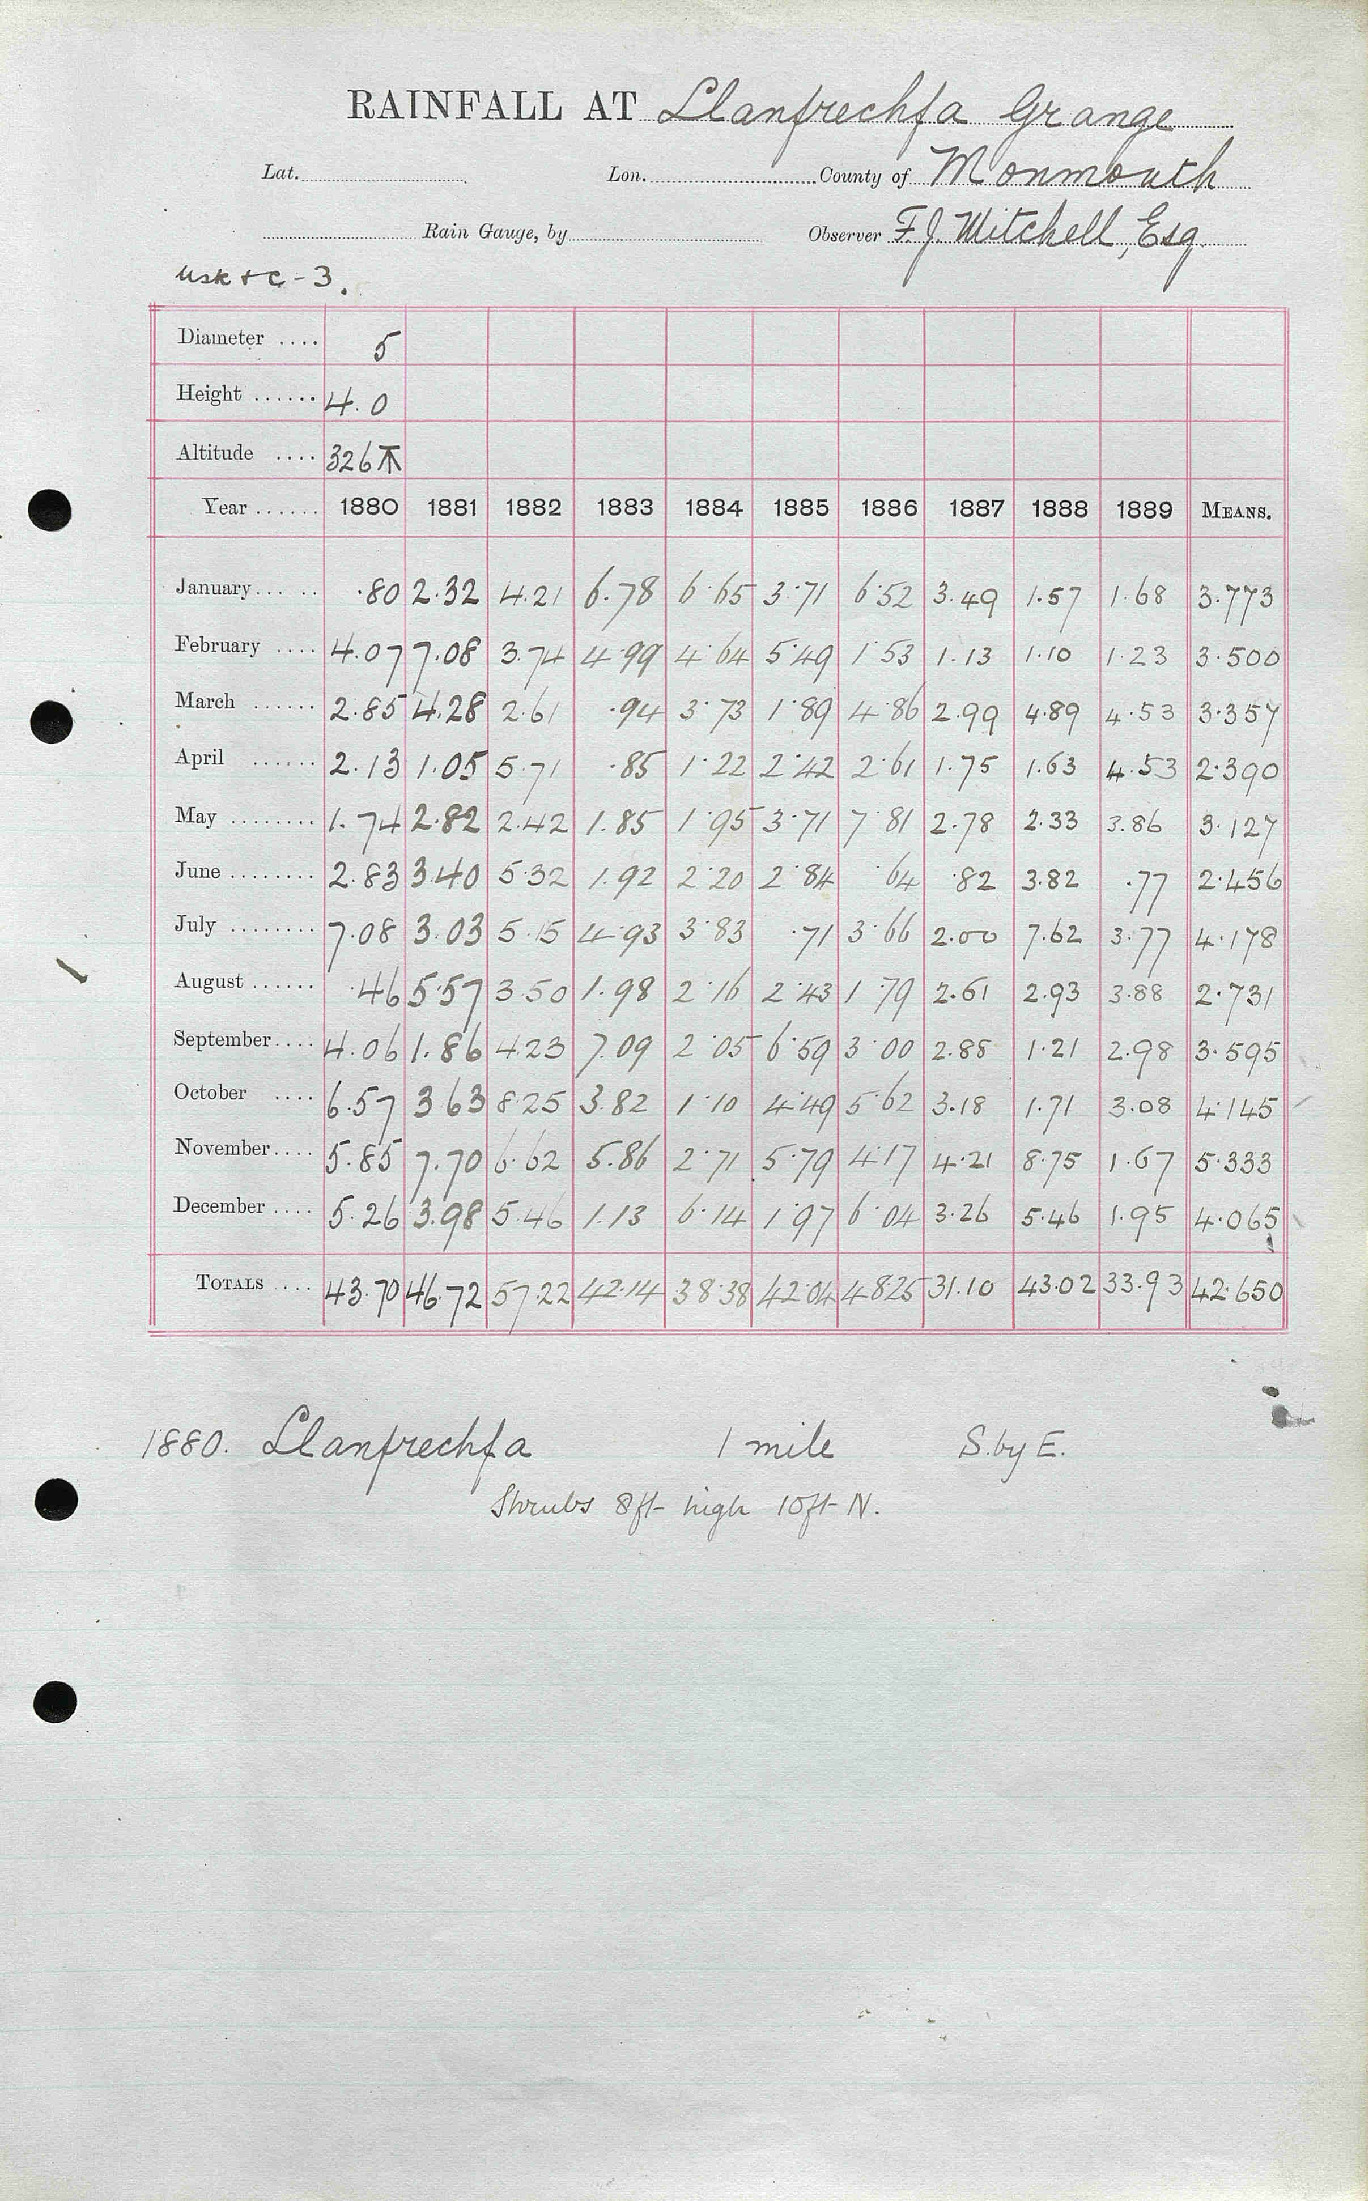 RAINFALL AT Llanfrechfa Grange
Lat. Lon. County of Monmouth
Rain Gauge, by Observer F. J. Mitchell, Esq.
Usk & C-3.
Diameter .... 5
Height ...... 4.0
Altitude .... 326
Year ...... 1880 1881 1882 1883 1884 1885 1886 1887 1888 1889 MEANS.
January... .. .80 2.32 4.21 6.78 6.65 3.71 6.52 3.49 1.57 1.68 3.773
February .... 4.07 7.08 3.74 4.99 4.64 5.49 1.53 1.13 1.10 1.23 3.500
March ...... 2.85 4.28 2.61 .94 3.73 1.89 4.86 2.99 4.89 4.53 3.357
April ...... 2.13 1.05 5.71 .85 1.22 2.42 2.61 1.75 1.63 4.53 2.390
May ........ 1.74 2.82 2.42 1.85 1.95 3.71 7.81 2.78 2.33 3.86 3.127
June ........ 2.83 3.40 5.32 1.92 2.20 2.84 .64 .82 3.82 .77 2.456
July ........ 7.08 3.03 5.15 4.93 3.83 .71 3.66 2.00 7.62 3.77 4.178
August ...... .46 5.57 3.50 1.98 2.16 2.43 1.79 2.61 2.93 3.88 2.731
September.... 4.06 1.86 4.23 7.09 2.05 6.59 3.00 2.88 1.21 2.98 3.595
October .... 6.57 3.63 8.25 3.82 1.10 4.49 5.62 3.18 1.71 3.08 4.145
November.... 5.85 7.70 6.62 5.86 2.71 5.79 4.17 4.21 8.75 1.67 5.333
December .... 5.26 3.98 5.46 1.13 6.14 1.97 6.04 3.26 5.46 1.95 4.065
TOTALS .... 43.70 46.72 57.22 42.14 38.38 42.04 48.25 31.10 43.02 33.93 42.650
1880. Llanfrechfa 1 mile S. by E.
Shrubs 8ft high 10ft N.